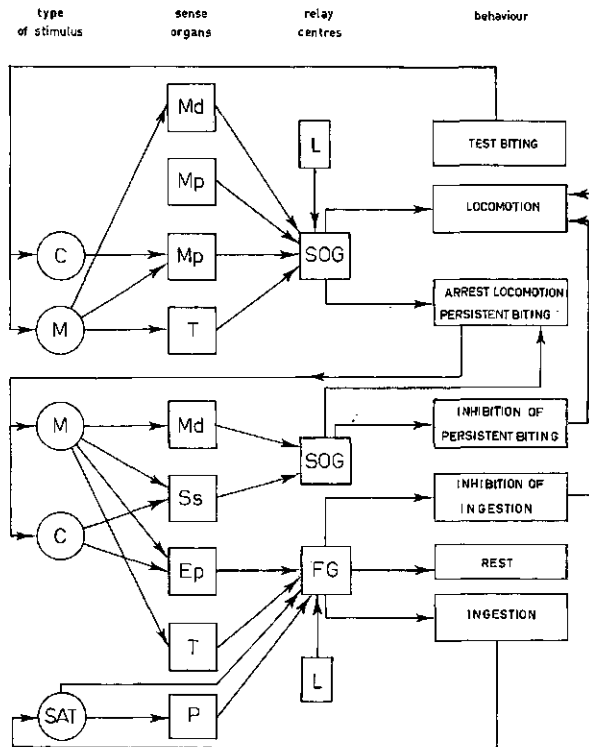 type
of stimulus
sense
organs
relay
centres
behaviour
Md
L
TEST BITING
Mp
LOCOMOTION
C
Mp
SOG
ARREST LOCOMOTION
PERSISTENT BITING
M
T
M
Md
INHIBITION OF
PERSISTENT BITING
SOG
Ss
INHIBITION OF
INGESTION
C
Ep
FG
REST
INGESTION
T
L
SAT
P